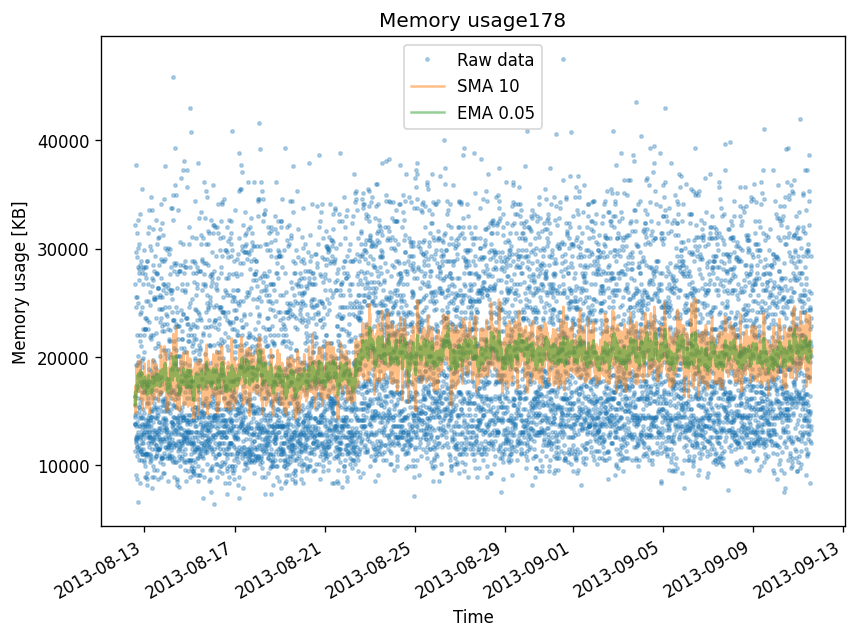 Memory usage178
Raw data
SMA 10
EMA 0.05
Memory usage [KB]
40000
30000
20000
10000
2013-08-13
2013-08-17
2013-08-21
2013-08-25
2013-08-29
2013-09-01
2013-09-05
2013-09-09
2013-09-13
Time